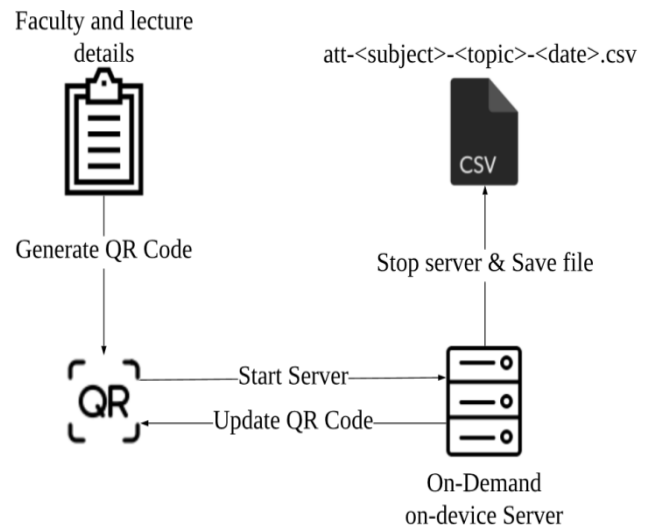 Faculty and lecture
details
att-<subject>-<topic>-<date>.csv
CSV
Generate QR Code
Stop server & Save file
QR
Start Server
Update QR Code
On-Demand
on-device Server